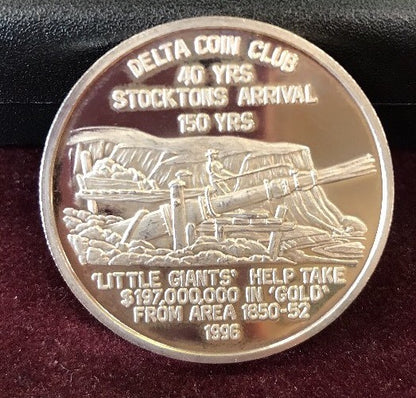 DELTA COIN CLUB
40 YRS
STOCKTONS ARRIVAL
150 YRS
'LITTLE GIANTS' HELP TAKE
$197,000,000 IN 'GOLD'
FROM AREA 1850-52
1996